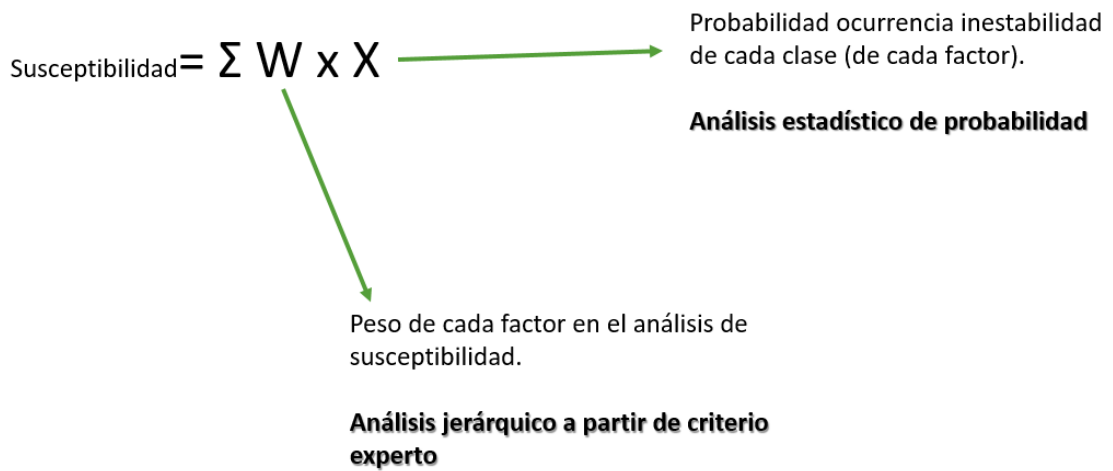 Susceptibilidad= Σ W x X
Probabilidad ocurrencia inestabilidad
de cada clase (de cada factor).
Análisis estadístico de probabilidad
Peso de cada factor en el análisis de
susceptibilidad.
Análisis jerárquico a partir de criterio
experto